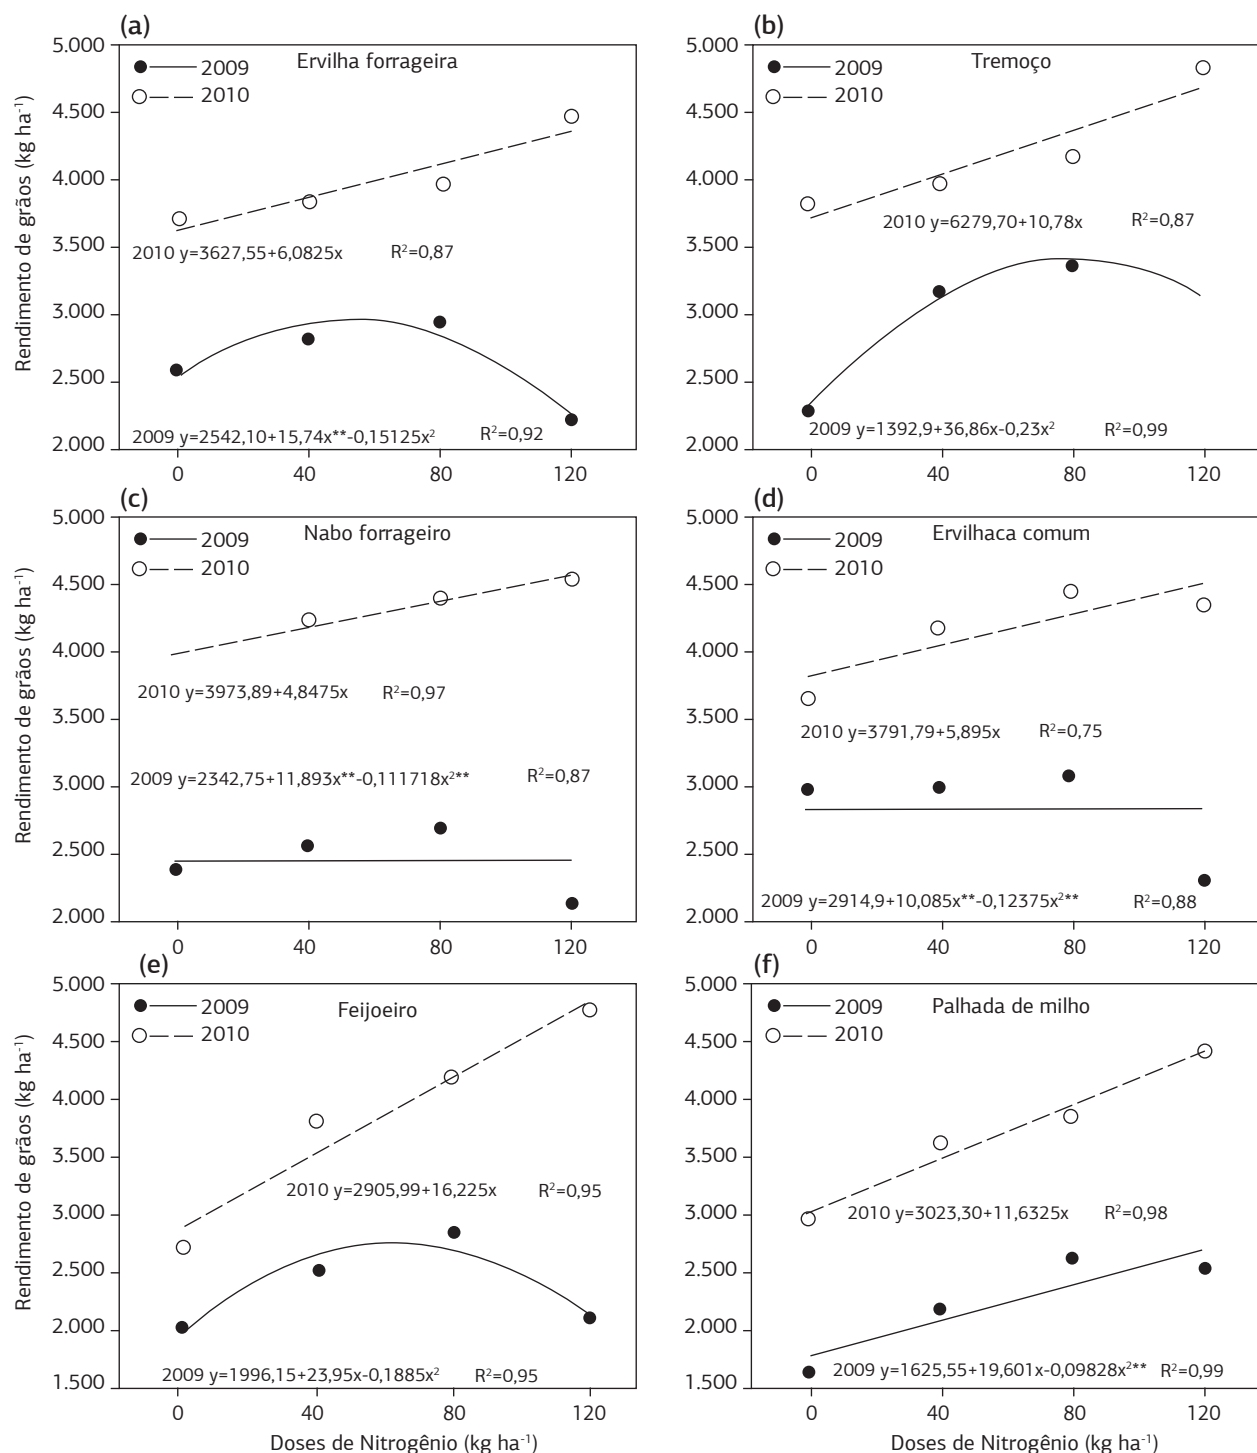 (a)
Ervilha forrageira
2009
2010
5.000
4.500
4.000
3.500
3.000
2.500
2.000
Rendimento de grãos (kg ha⁻¹)
2010 y=3627,55+6,0825x R²=0,87
2009 y=2542,10+15,74x**-0,15125x² R²=0,92
0 40 80 120
(b)
Tremoço
2009
2010
5.000
4.500
4.000
3.500
3.000
2.500
2.000
2010 y=6279,70+10,78x R²=0,87
2009 y=1392,9+36,86x-0,23x² R²=0,99
0 40 80 120
(c)
Nabo forrageiro
2009
2010
5.000
4.500
4.000
3.500
3.000
2.500
2.000
Rendimento de grãos (kg ha⁻¹)
2010 y=3973,89+4,8475x R²=0,97
2009 y=2342,75+11,893x**-0,111718x²** R²=0,87
0 40 80 120
(d)
Ervilhaca comum
2009
2010
5.000
4.500
4.000
3.500
3.000
2.500
2.000
2010 y=3791,79+5,895x R²=0,75
2009 y=2914,9+10,085x**-0,12375x²** R²=0,88
0 40 80 120
(e)
Feijoeiro
2009
2010
5.000
4.500
4.000
3.500
3.000
2.500
2.000
1.500
Rendimento de grãos (kg ha⁻¹)
2010 y=2905,99+16,225x R²=0,95
2009 y=1996,15+23,95x-0,1885x² R²=0,95
0 40 80 120
Doses de Nitrogênio (kg ha⁻¹)
(f)
Palhada de milho
2009
2010
5.000
4.500
4.000
3.500
3.000
2.500
2.000
1.500
2010 y=3023,30+11,6325x R²=0,98
2009 y=1625,55+19,601x-0,09828x²** R²=0,99
0 40 80 120
Doses de Nitrogênio (kg ha⁻¹)